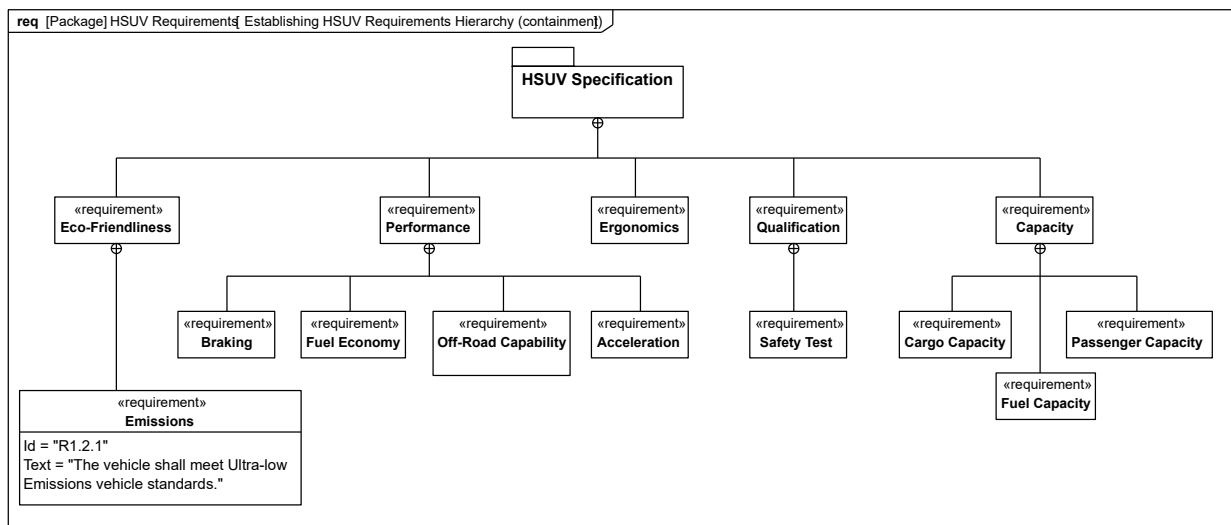 req [Package] HSUV Requirements[ Establishing HSUV Requirements Hierarchy (containment)]
HSUV Specification
«requirement»
Eco-Friendliness
«requirement»
Performance
«requirement»
Ergonomics
«requirement»
Qualification
«requirement»
Capacity
«requirement»
Braking
«requirement»
Fuel Economy
«requirement»
Off-Road Capability
«requirement»
Acceleration
«requirement»
Safety Test
«requirement»
Cargo Capacity
«requirement»
Passenger Capacity
«requirement»
Fuel Capacity
«requirement»
Emissions
Id = "R1.2.1"
Text = "The vehicle shall meet Ultra-low
Emissions vehicle standards."